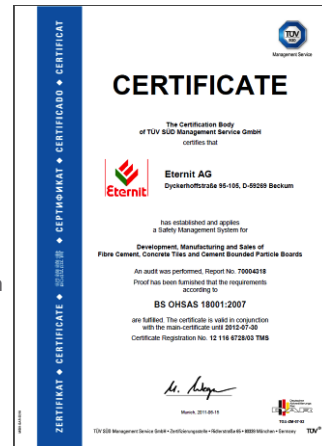 TÜV
SÜD
Management Service
CERTIFICATE
The Certification Body
of TÜV SÜD Management Service GmbH
certifies that
Eternit
Eternit AG
Dyckerhoffstraße 95-105, D-59269 Beckum
has established and applies
a Safety Management System for
Development, Manufacturing and Sales of
Fibre Cement, Concrete Tiles and Cement Bounded Particle Boards
An audit was performed, Report No. 70004318
Proof has been furnished that the requirements
according to
BS OHSAS 18001:2007
are fulfilled. The certificate is valid in conjunction
with the main-certificate until 2012-07-30
Certificate Registration No. 12 116 6728/03 TMS
Munich, 2011-08-19
TÜV SÜD Management Service GmbH • Zertifizierungsstelle • Ridlerstraße 65 • 80339 München • Germany
TÜV®
ZERTIFIKAT ◆ CERTIFICATE ◆
◆ СЕРТИФИКАТ ◆ CERTIFICADO ◆ CERTIFICAT
n